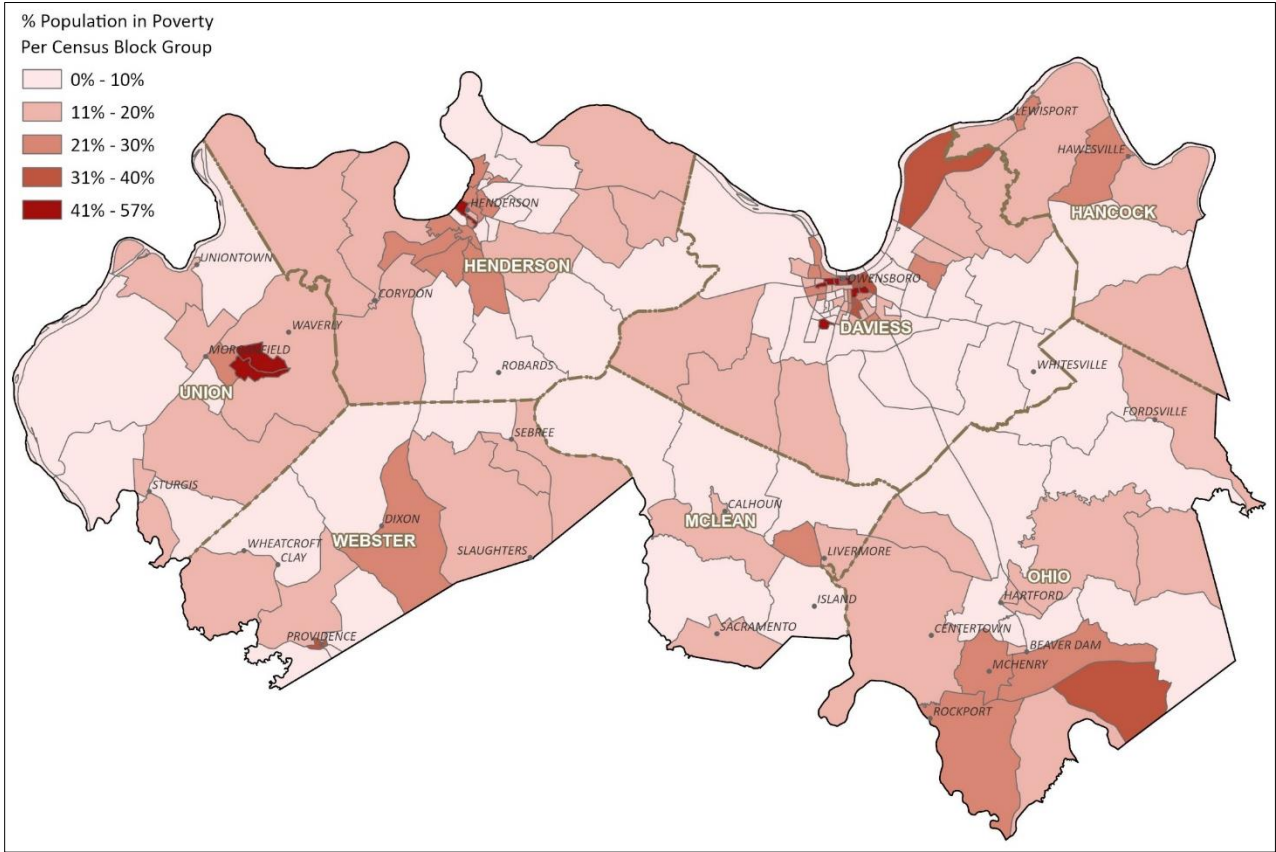 % Population in Poverty
Per Census Block Group
0% - 10%
11% - 20%
21% - 30%
31% - 40%
41% - 57%
LEWISPORT
HAWESVILLE
HENDERSON
HANCOCK
UNIONTOWN
HENDERSON
OWENSBORO
CORYDON
WAVERLY
DAVIESS
UNION
ROBARDS
WHITESVILLE
FORDSVILLE
SEBREE
STURGIS
CALHOUN
MCLEAN
DIXON
WEBSTER
WHEATCROFT
CLAY
SLAUGHTERS
LIVERMORE
OHIO
HARTFORD
ISLAND
SACRAMENTO
CENTERTOWN
PROVIDENCE
BEAVER DAM
MCHENRY
ROCKPORT